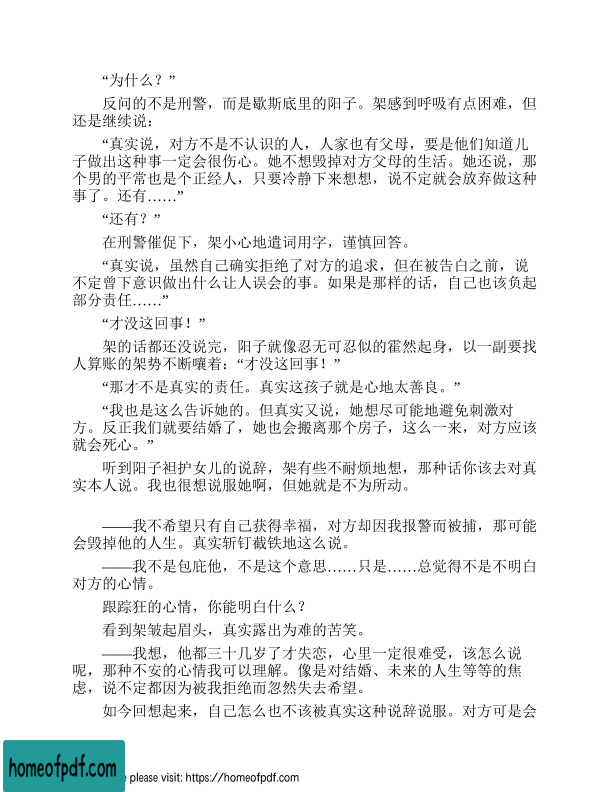 “为什么？”
反问的不是刑警，而是歇斯底里的阳子。架感到呼吸有点困难，但
还是继续说：
“真实说，对方不是不认识的人，人家也有父母，要是他们知道儿
子做出这种事一定会很伤心。她不想毁掉对方父母的生活。她还说，那
个男的平常也是个正经人，只要冷静下来想想，说不定就会放弃做这种
事了。还有……”
“还有？”
在刑警催促下，架小心地遣词用字，谨慎回答。
“真实说，虽然自己确实拒绝了对方的追求，但在被告白之前，说
不定曾下意识做出什么让人误会的事。如果是那样的话，自己也该负起
部分责任……”
“才没这回事！”
架的话都还没说完，阳子就像忍无可忍似的霍然起身，以一副要找
人算账的架势不断嚷着：“才没这回事！”
“那才不是真实的责任。真实这孩子就是心地太善良。”
“我也是这么告诉她的。但真实又说，她想尽可能地避免刺激对
方。反正我们就要结婚了，她也会搬离那个房子，这么一来，对方应该
就会死心。”
听到阳子袒护女儿的说辞，架有些不耐烦地想，那种话你该去对真
实本人说。我也很想说服她啊，但她就是不为所动。
——我不希望只有自己获得幸福，对方却因我报警而被捕，那可能
会毁掉他的人生。真实斩钉截铁地这么说。
——我不是包庇他，不是这个意思……只是……总觉得不是不明白
对方的心情。
跟踪狂的心情，你能明白什么？
看到架皱起眉头，真实露出为难的苦笑。
——我想，他都三十几岁了才失恋，心里一定很难受，该怎么说
呢，那种不安的心情我可以理解。像是对结婚、未来的人生等等的焦
虑，说不定都因为被我拒绝而忽然失去希望。
如今回想起来，自己怎么也不该被真实这种说辞说服。对方可是会
homeofpdf.com
e please visit: https://homeofpdf.com